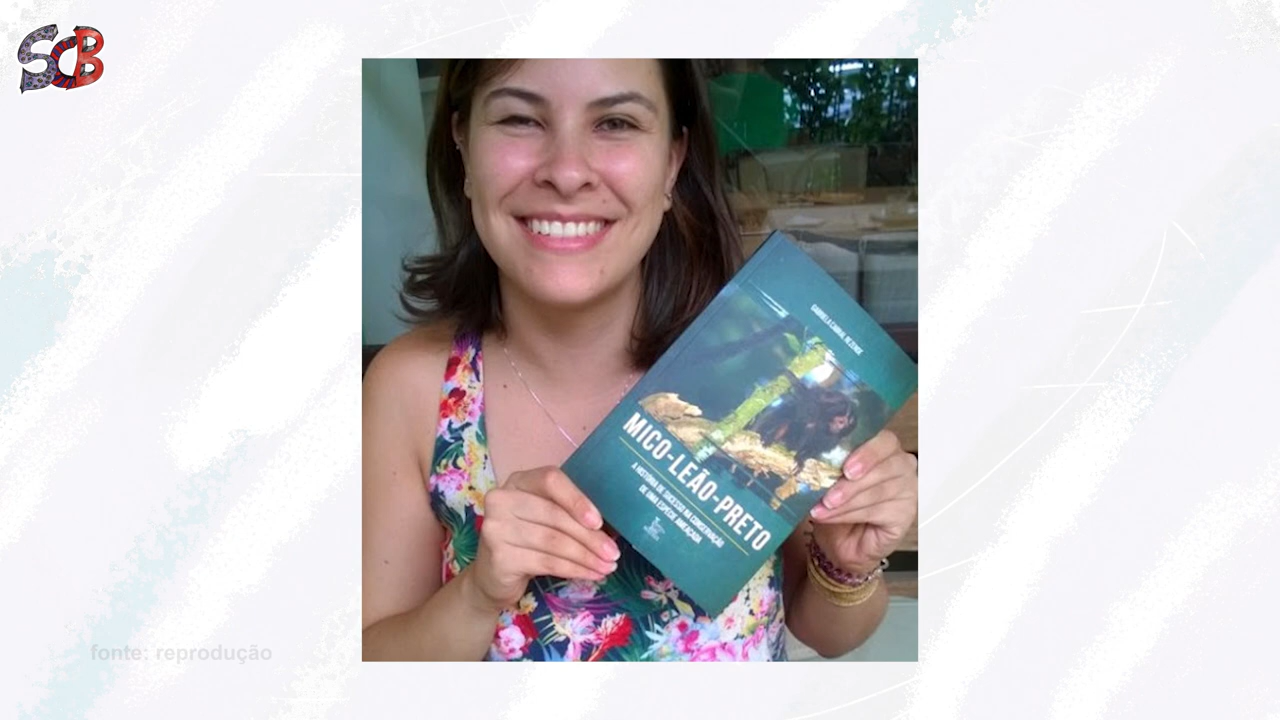 SCB
GABRIELA CABRAL REZENDE
MICO-LEÃO-PRETO
A HISTÓRIA DE SUCESSO NA CONSERVAÇÃO
DE UMA ESPÉCIE AMEAÇADA
fonte: reprodução